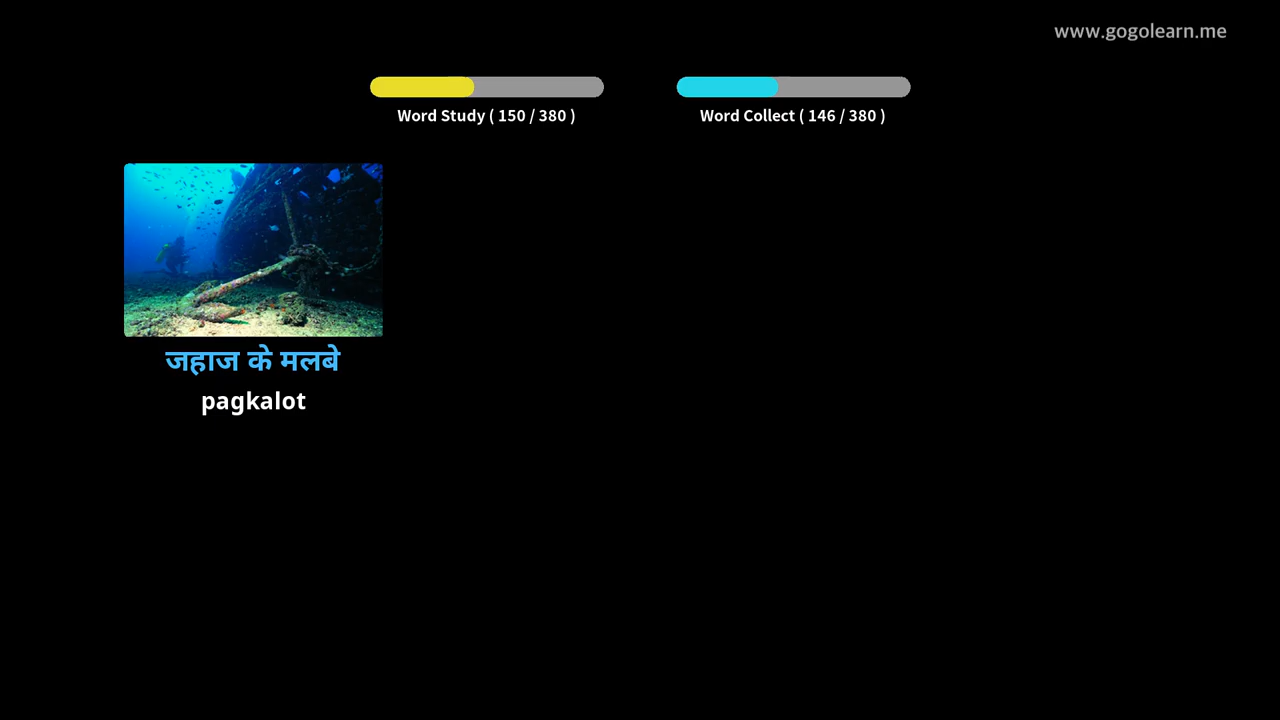 www.gogolearn.me
Word Study ( 150 / 380 )
Word Collect ( 146 / 380 )
जहाज के मलबे
pagkalot